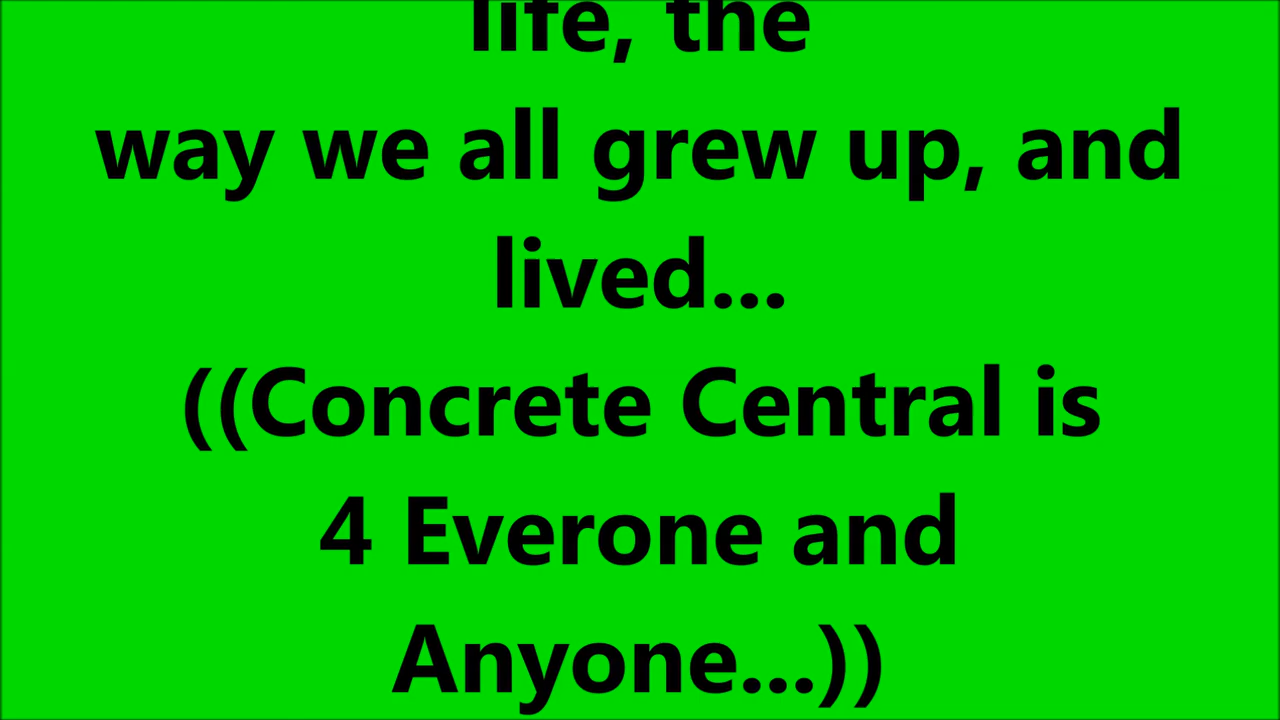 life, the
way we all grew up, and
lived...
((Concrete Central is
4 Everone and
Anyone...))